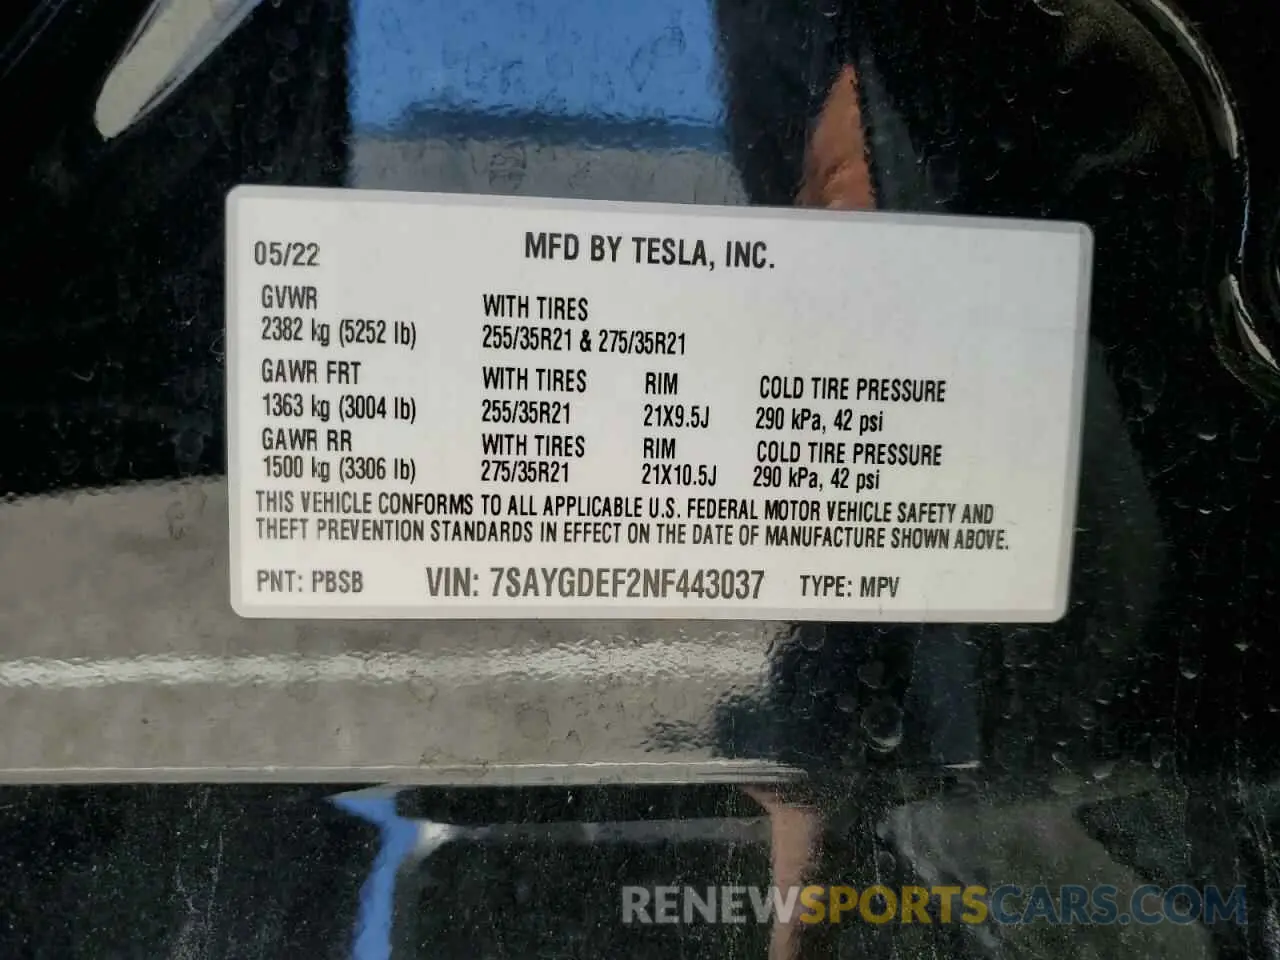 05/22 MFD BY TESLA, INC.
GVWR WITH TIRES
2382 kg (5252 lb) 255/35R21 & 275/35R21
GAWR FRT WITH TIRES RIM COLD TIRE PRESSURE
1363 kg (3004 lb) 255/35R21 21X9.5J 290 kPa, 42 psi
GAWR RR WITH TIRES RIM COLD TIRE PRESSURE
1500 kg (3306 lb) 275/35R21 21X10.5J 290 kPa, 42 psi
THIS VEHICLE CONFORMS TO ALL APPLICABLE U.S. FEDERAL MOTOR VEHICLE SAFETY AND
THEFT PREVENTION STANDARDS IN EFFECT ON THE DATE OF MANUFACTURE SHOWN ABOVE.
PNT: PBSB VIN: 7SAYGDEF2NF443037 TYPE: MPV
RENEWSPORTSCARS.COM